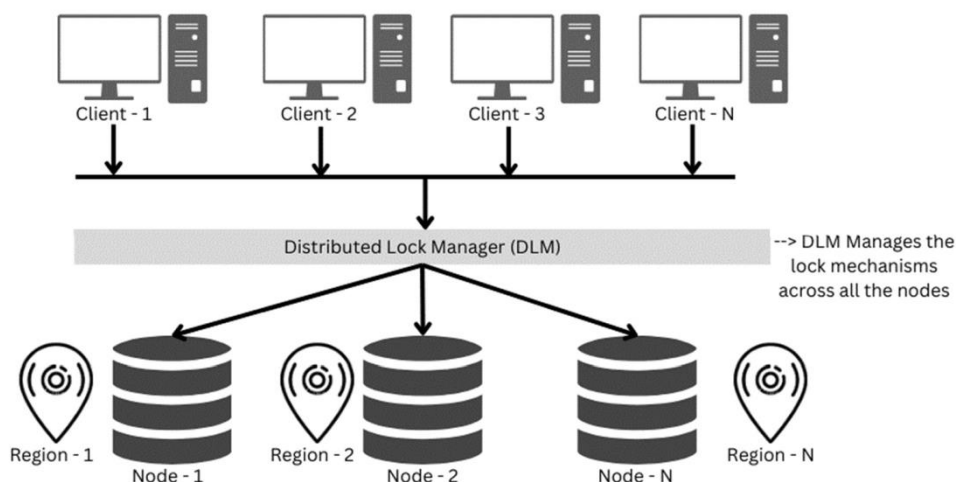 Client - 1
Client - 2
Client - 3
Client - N
Distributed Lock Manager (DLM)
--> DLM Manages the
lock mechanisms
across all the nodes
Region - 1
Node - 1
Region - 2
Node - 2
Node - N
Region - N